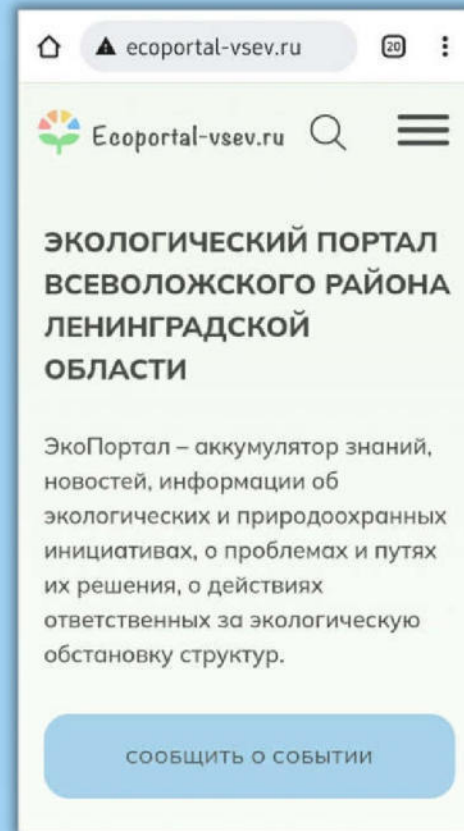 ecoportal-vsev.ru 20
Ecoportal-vsev.ru
ЭКОЛОГИЧЕСКИЙ ПОРТАЛ
ВСЕВОЛОЖСКОГО РАЙОНА
ЛЕНИНГРАДСКОЙ
ОБЛАСТИ
ЭкоПортал – аккумулятор знаний,
новостей, информации об
экологических и природоохранных
инициативах, о проблемах и путях
их решения, о действиях
ответственных за экологическую
обстановку структур.
СООБЩИТЬ О СОБЫТИИ